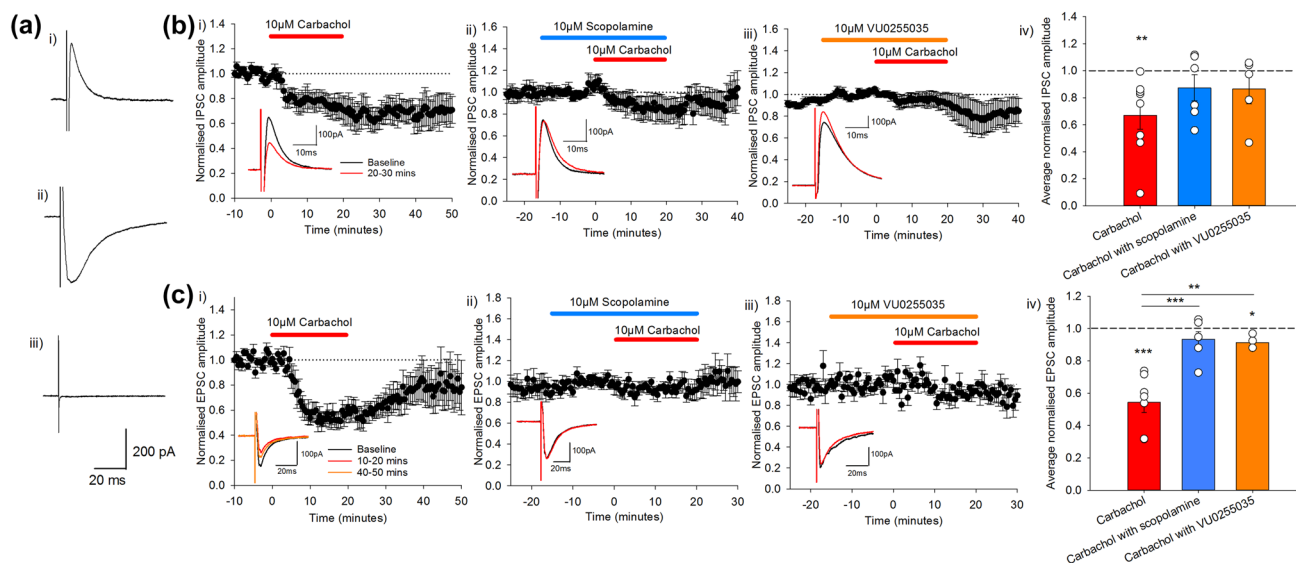 (a)
i)
ii)
iii)
200 pA
20 ms
(b)
i)
10µM Carbachol
Normalised IPSC amplitude
1.4
1.2
1.0
0.8
0.6
0.4
0.2
0.0
100pA
10ms
Baseline
20-30 mins
-10 0 10 20 30 40 50
Time (minutes)
ii)
10µM Scopolamine
10µM Carbachol
Normalised IPSC amplitude
1.8
1.6
1.4
1.2
1.0
0.8
0.6
0.4
0.2
0.0
100pA
10ms
-20 -10 0 10 20 30 40
Time (minutes)
iii)
10µM VU0255035
10µM Carbachol
Normalised IPSC amplitude
1.8
1.6
1.4
1.2
1.0
0.8
0.6
0.4
0.2
0.0
100pA
10ms
-20 -10 0 10 20 30 40
Time (minutes)
iv)
Average normalised IPSC amplitude
1.4
1.2
1.0
0.8
0.6
0.4
0.2
0.0
**
Carbachol
Carbachol with scopolamine
Carbachol with VU0255035
(c)
i)
10µM Carbachol
Normalised EPSC amplitude
1.4
1.2
1.0
0.8
0.6
0.4
0.2
0.0
100pA
20ms
Baseline
10-20 mins
40-50 mins
-10 0 10 20 30 40 50
Time (minutes)
ii)
10µM Scopolamine
10µM Carbachol
Normalised EPSC amplitude
1.8
1.6
1.4
1.2
1.0
0.8
0.6
0.4
0.2
0.0
100pA
20ms
-20 -10 0 10 20 30
Time (minutes)
iii)
10µM VU0255035
10µM Carbachol
Normalised EPSC amplitude
1.8
1.6
1.4
1.2
1.0
0.8
0.6
0.4
0.2
0.0
100pA
20ms
-20 -10 0 10 20 30
Time (minutes)
iv)
Average normalised EPSC amplitude
1.2
1.0
0.8
0.6
0.4
0.2
0.0
**
***
*
***
Carbachol
Carbachol with scopolamine
Carbachol with VU0255035